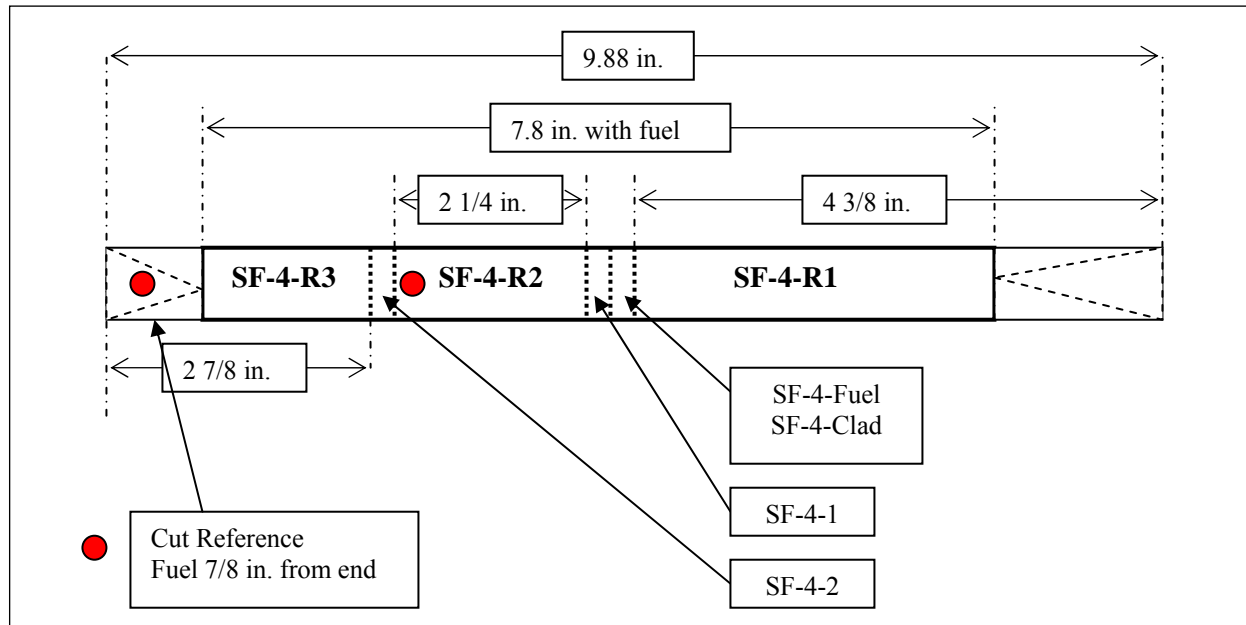 9.88 in.
7.8 in. with fuel
2 1/4 in.
4 3/8 in.
SF-4-R3
SF-4-R2
SF-4-R1
2 7/8 in.
SF-4-Fuel
SF-4-Clad
SF-4-1
Cut Reference
Fuel 7/8 in. from end
SF-4-2